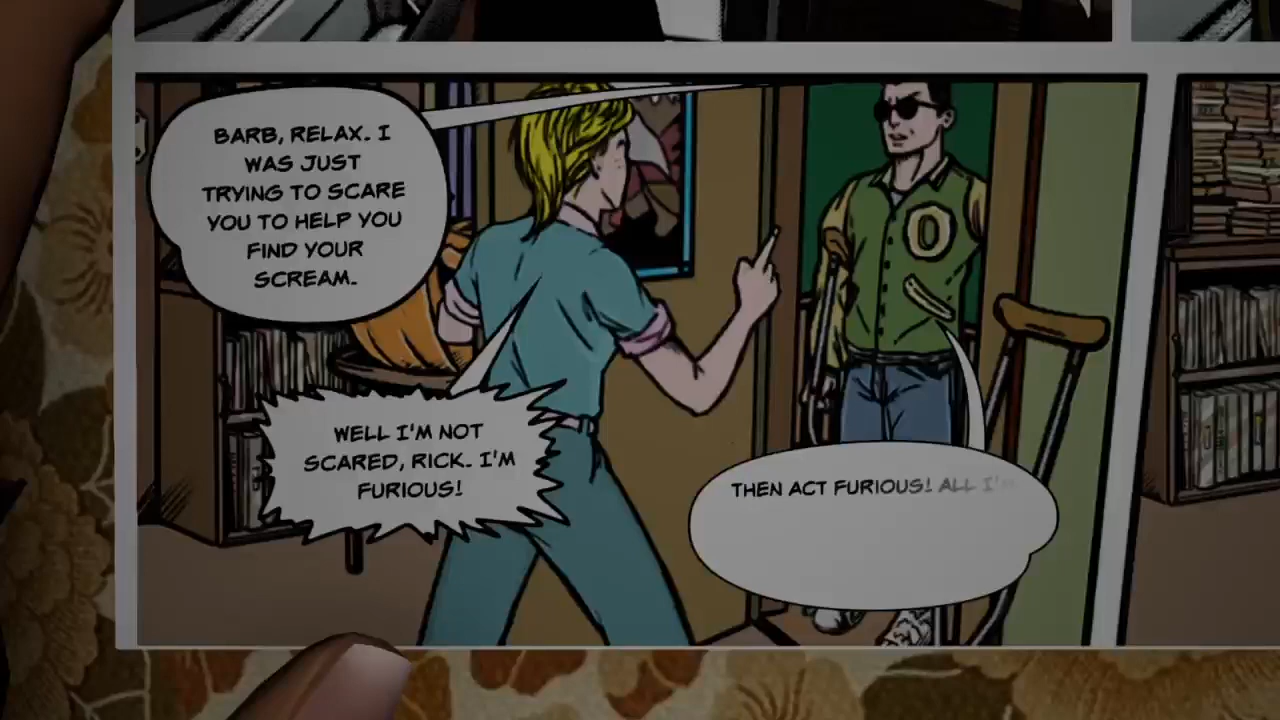 BARB, RELAX. I
WAS JUST
TRYING TO SCARE
YOU TO HELP YOU
FIND YOUR
SCREAM.
WELL I'M NOT
SCARED, RICK. I'M
FURIOUS!
THEN ACT FURIOUS! ALL I'M
O